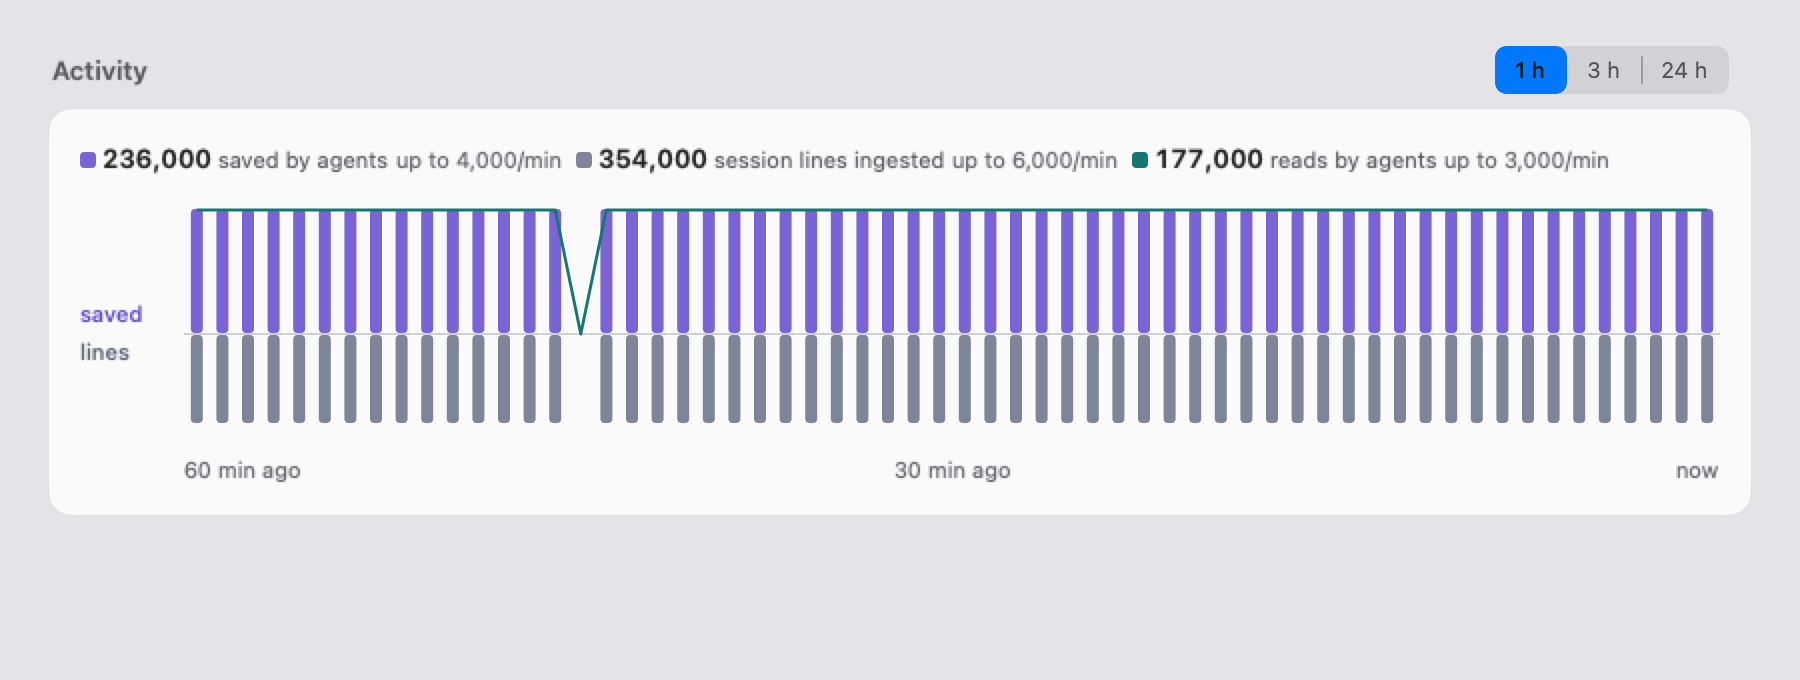 Activity
1 h 3 h 24 h
236,000 saved by agents up to 4,000/min 354,000 session lines ingested up to 6,000/min 177,000 reads by agents up to 3,000/min
saved
lines
60 min ago 30 min ago now